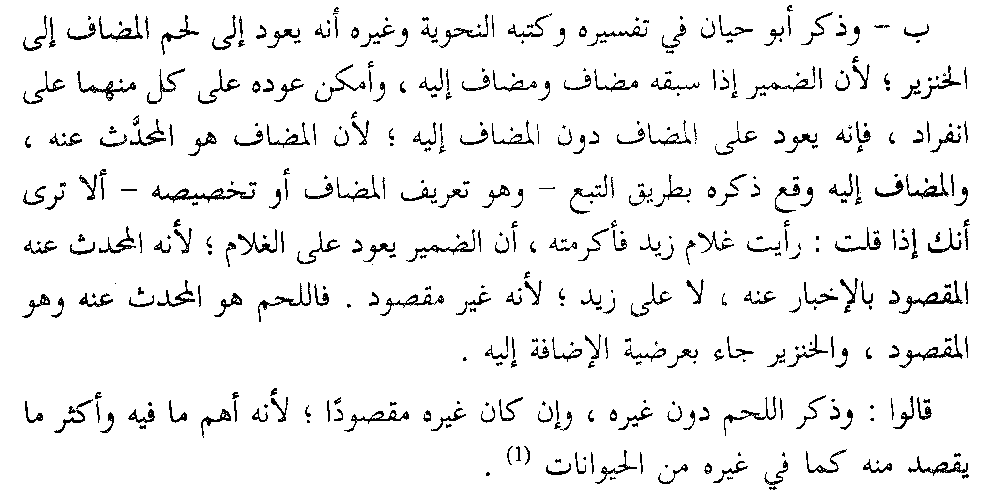 ب – وذكر أبو حيان في تفسيره وكتبه النحوية وغيره أنه يعود إلى لحم المضاف إلى
الخنزير ؛ لأن الضمير إذا سبقه مضاف ومضاف إليه ، وأمكن عوده على كل منهما على
انفراد ، فإنه يعود على المضاف دون المضاف إليه ؛ لأن المضاف هو المحدَّث عنه ،
والمضاف إليه وقع ذكره بطريق التبع – وهو تعريف المضاف أو تخصيصه – ألا ترى
أنك إذا قلت : رأيت غلام زيد فأكرمته ، أن الضمير يعود على الغلام ؛ لأنه المحدث عنه
المقصود بالإخبار عنه ، لا على زيد ؛ لأنه غير مقصود . فاللحم هو المحدث عنه وهو
المقصود ، والخنزير جاء بعرضية الإضافة إليه .
قالوا : وذكر اللحم دون غيره ، وإن كان غيره مقصودًا ؛ لأنه أهم ما فيه وأكثر ما
يقصد منه كما في غيره من الحيوانات (1) .